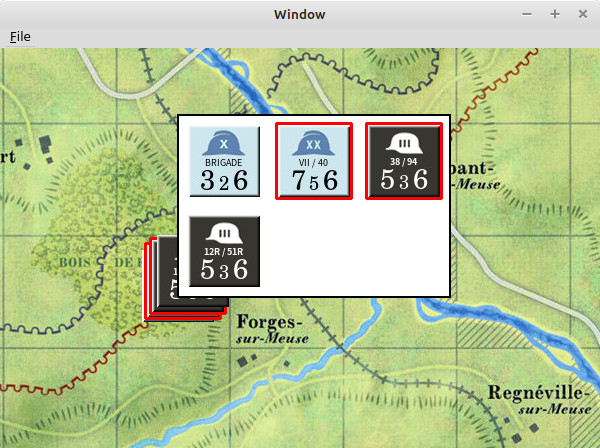 Window
File
X
BRIGADE
3 2 6
XX
VII / 40
7 5 6
III
38 / 94
5 3 6
III
12R / 51R
5 3 6
rt
pant-
-Meuse
BOIS DE
Forges-
sur-Meuse
Regnéville-
sur-Meuse